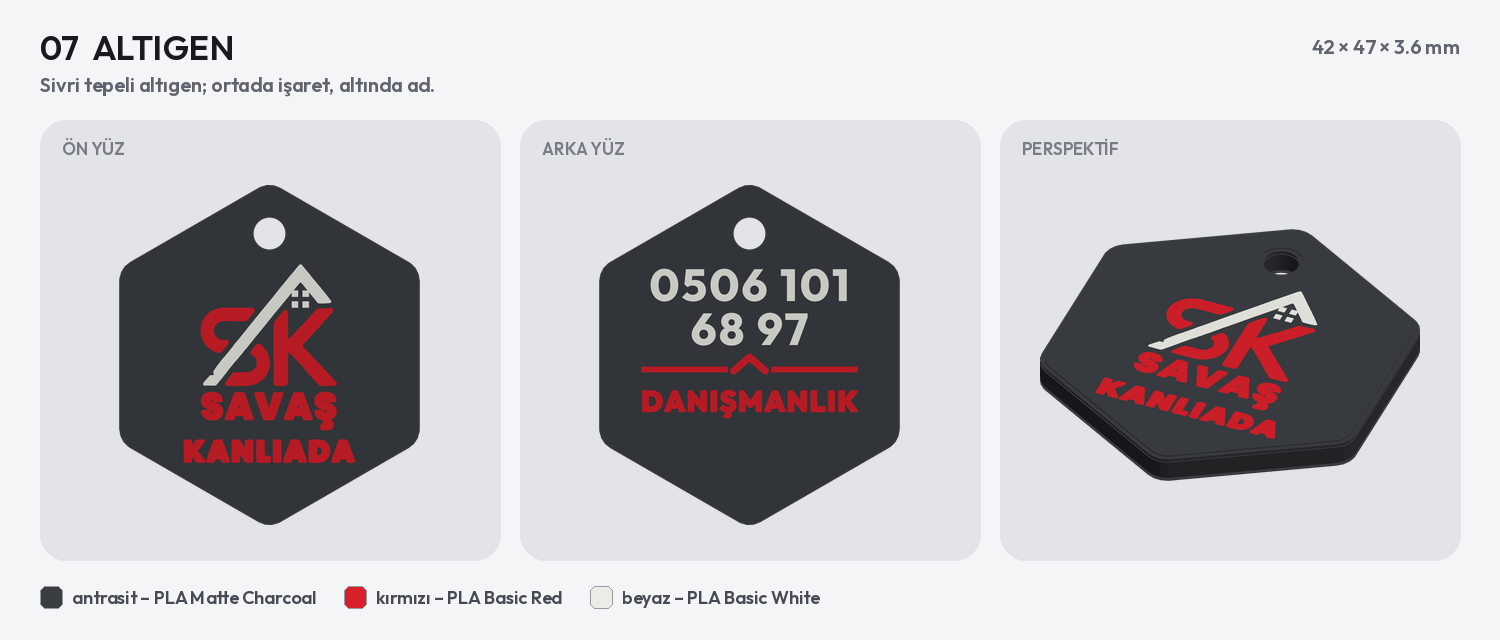 07 ALTIGEN
42 × 47 × 3.6 mm
Sivri tepeli altıgen; ortada işaret, altında ad.
ÖN YÜZ
SK
SAVAŞ
KANLIADA
ARKA YÜZ
0506 101
68 97
DANIŞMANLIK
PERSPEKTİF
SK
SAVAŞ
KANLIADA
antrasit – PLA Matte Charcoal
kırmızı – PLA Basic Red
beyaz – PLA Basic White